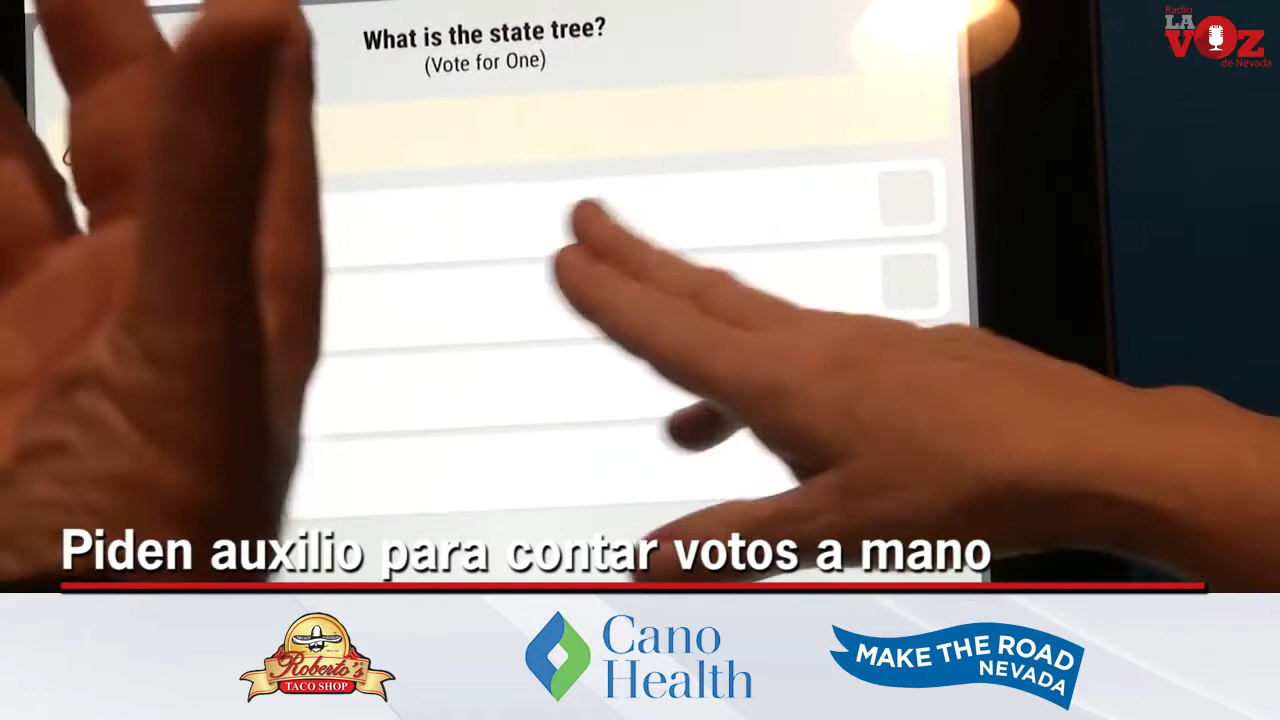 What is the state tree?
(Vote for One)
Radio
LA
VOZ
de Nevada
Piden auxilio para contar votos a mano
Roberto's
TACO SHOP
Cano
Health
MAKE THE ROAD
NEVADA